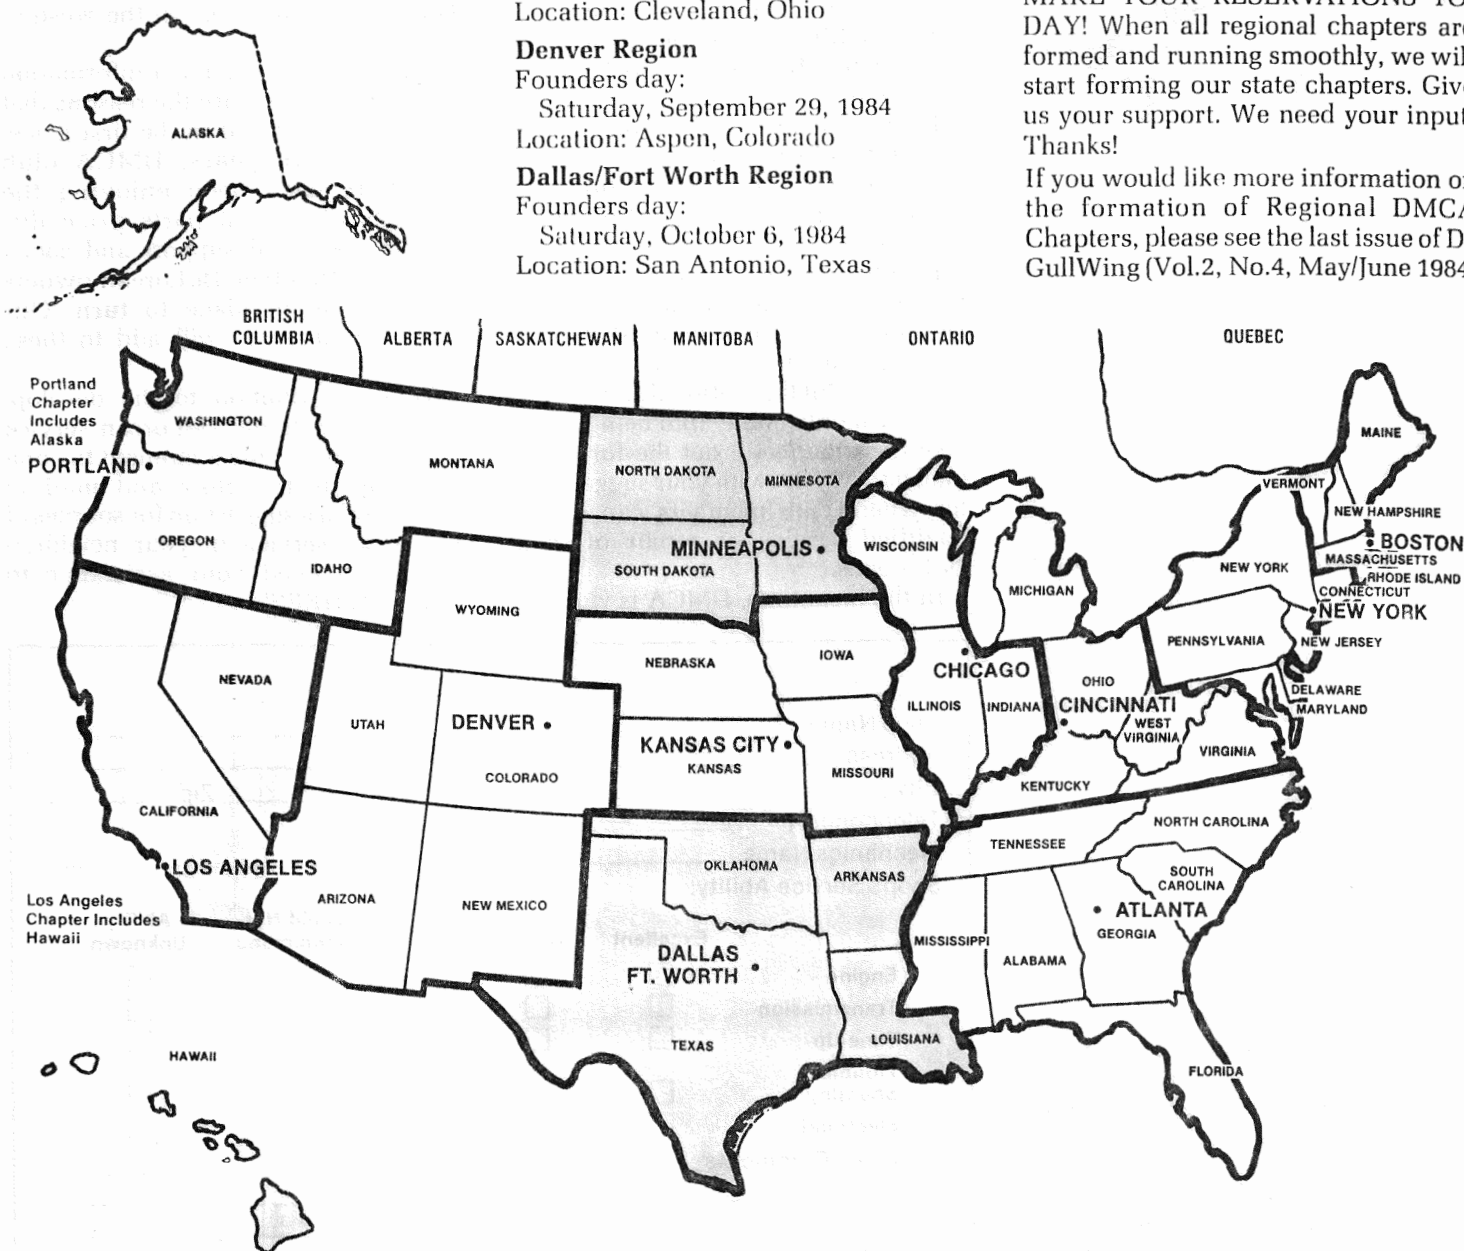 Location: Cleveland, Ohio
Denver Region
Founders day:
Saturday, September 29, 1984
Location: Aspen, Colorado
Dallas/Fort Worth Region
Founders day:
Saturday, October 6, 1984
Location: San Antonio, Texas
MAKE YOUR RESERVATIONS TO-
DAY! When all regional chapters are
formed and running smoothly, we will
start forming our state chapters. Give
us your support. We need your input.
Thanks!
If you would like more information on
the formation of Regional DMCA
Chapters, please see the last issue of D
GullWing (Vol.2, No.4, May/June 1984
ALASKA
BRITISH
COLUMBIA
ALBERTA
SASKATCHEWAN
MANITOBA
ONTARIO
QUEBEC
Portland
Chapter
Includes
Alaska
PORTLAND
WASHINGTON
MONTANA
NORTH DAKOTA
MINNESOTA
MAINE
VERMONT
NEW HAMPSHIRE
OREGON
IDAHO
MINNEAPOLIS
SOUTH DAKOTA
WISCONSIN
MICHIGAN
NEW YORK
BOSTON
MASSACHUSETTS
RHODE ISLAND
CONNECTICUT
NEW YORK
WYOMING
NEBRASKA
IOWA
CHICAGO
PENNSYLVANIA
NEW JERSEY
NEVADA
UTAH
DENVER
COLORADO
KANSAS CITY
KANSAS
MISSOURI
ILLINOIS
INDIANA
OHIO
CINCINNATI
WEST
VIRGINIA
VIRGINIA
DELAWARE
MARYLAND
KENTUCKY
CALIFORNIA
LOS ANGELES
Los Angeles
Chapter Includes
Hawaii
ARIZONA
NEW MEXICO
OKLAHOMA
ARKANSAS
TENNESSEE
NORTH CAROLINA
SOUTH
CAROLINA
ATLANTA
GEORGIA
MISSISSIPPI
ALABAMA
DALLAS
FT. WORTH
TEXAS
LOUISIANA
FLORIDA
HAWAII